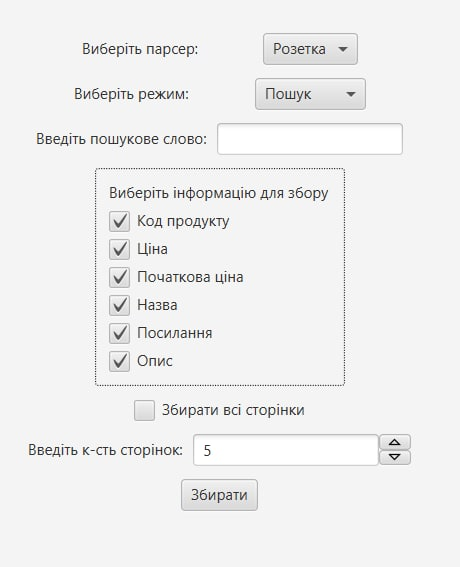 Виберіть парсер: Розетка
Виберіть режим: Пошук
Введіть пошукове слово:
Виберіть інформацію для збору
Код продукту
Ціна
Початкова ціна
Назва
Посилання
Опис
Збирати всі сторінки
Введіть к-сть сторінок: 5
Збирати